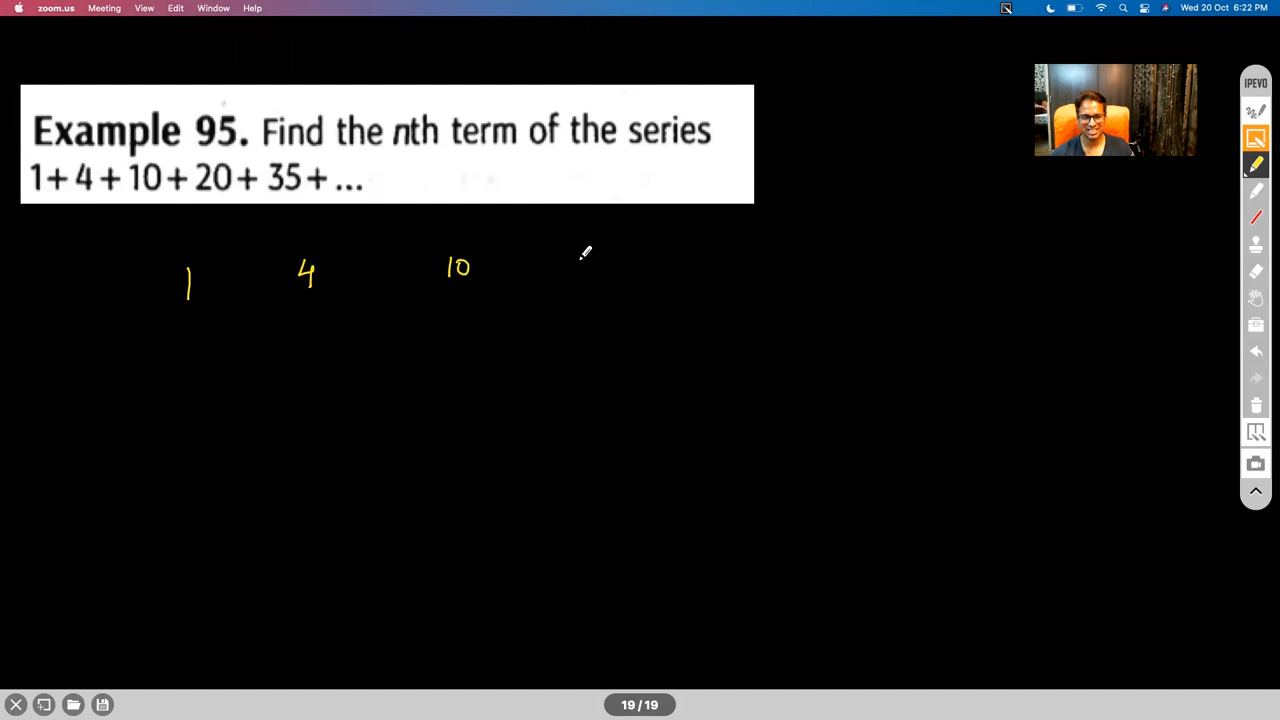 zoom.us Meeting View Edit Window Help Wed 20 Oct 6:22 PM
IPEVO
Example 95. Find the nth term of the series
1+ 4 + 10 + 20 + 35 + ...
1 4 10
19 / 19